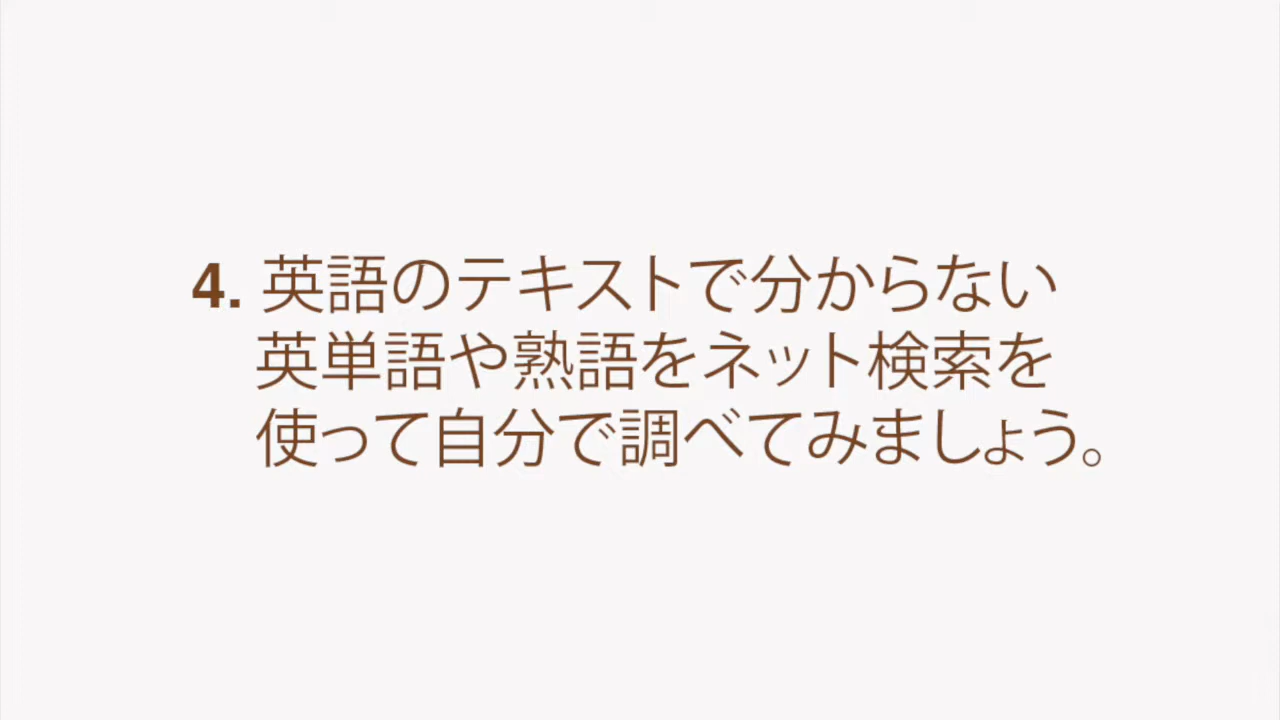 4. 英語のテキストで分からない
英単語や熟語をネット検索を
使って自分で調べてみましょう。